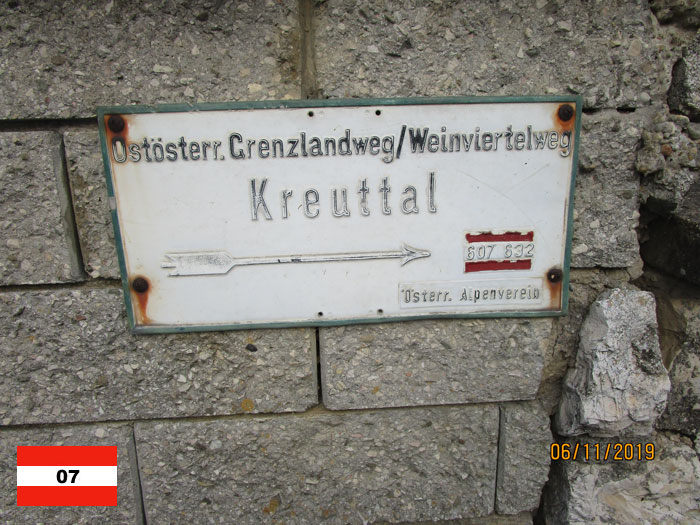 Ostösterr. Grenzlandweg/Weinviertelweg
Kreuttal
607 632
Österr. Alpenverein
06/11/2019
07